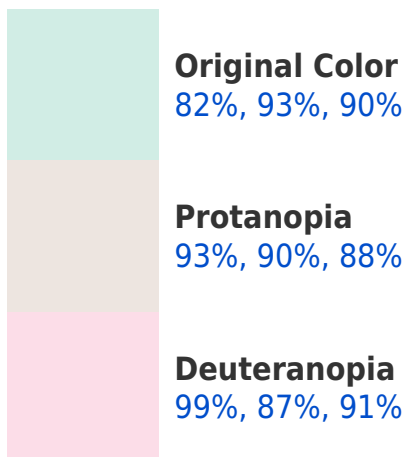 Original Color
82%, 93%, 90%
Protanopia
93%, 90%, 88%
Deuteranopia
99%, 87%, 91%